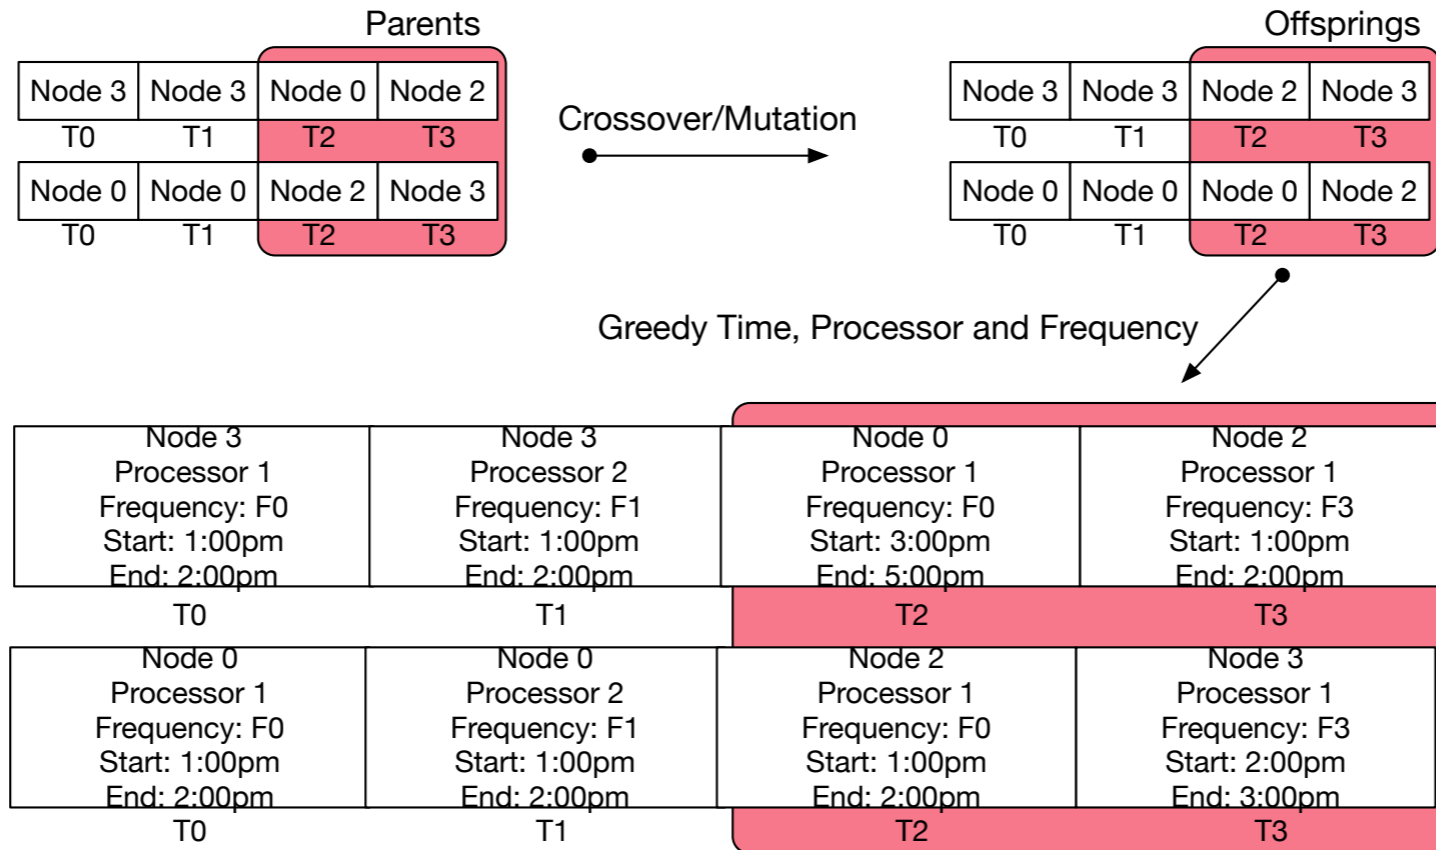 Parents
Node 3 Node 3 Node 0 Node 2
T0 T1 T2 T3
Node 0 Node 0 Node 2 Node 3
T0 T1 T2 T3
Crossover/Mutation
Offsprings
Node 3 Node 3 Node 2 Node 3
T0 T1 T2 T3
Node 0 Node 0 Node 0 Node 2
T0 T1 T2 T3
Greedy Time, Processor and Frequency
Node 3
Processor 1
Frequency: F0
Start: 1:00pm
End: 2:00pm
T0
Node 3
Processor 2
Frequency: F1
Start: 1:00pm
End: 2:00pm
T1
Node 0
Processor 1
Frequency: F0
Start: 3:00pm
End: 5:00pm
T2
Node 2
Processor 1
Frequency: F3
Start: 1:00pm
End: 2:00pm
T3
Node 0
Processor 1
Frequency: F0
Start: 1:00pm
End: 2:00pm
T0
Node 0
Processor 2
Frequency: F1
Start: 1:00pm
End: 2:00pm
T1
Node 2
Processor 1
Frequency: F0
Start: 1:00pm
End: 2:00pm
T2
Node 3
Processor 1
Frequency: F3
Start: 2:00pm
End: 3:00pm
T3